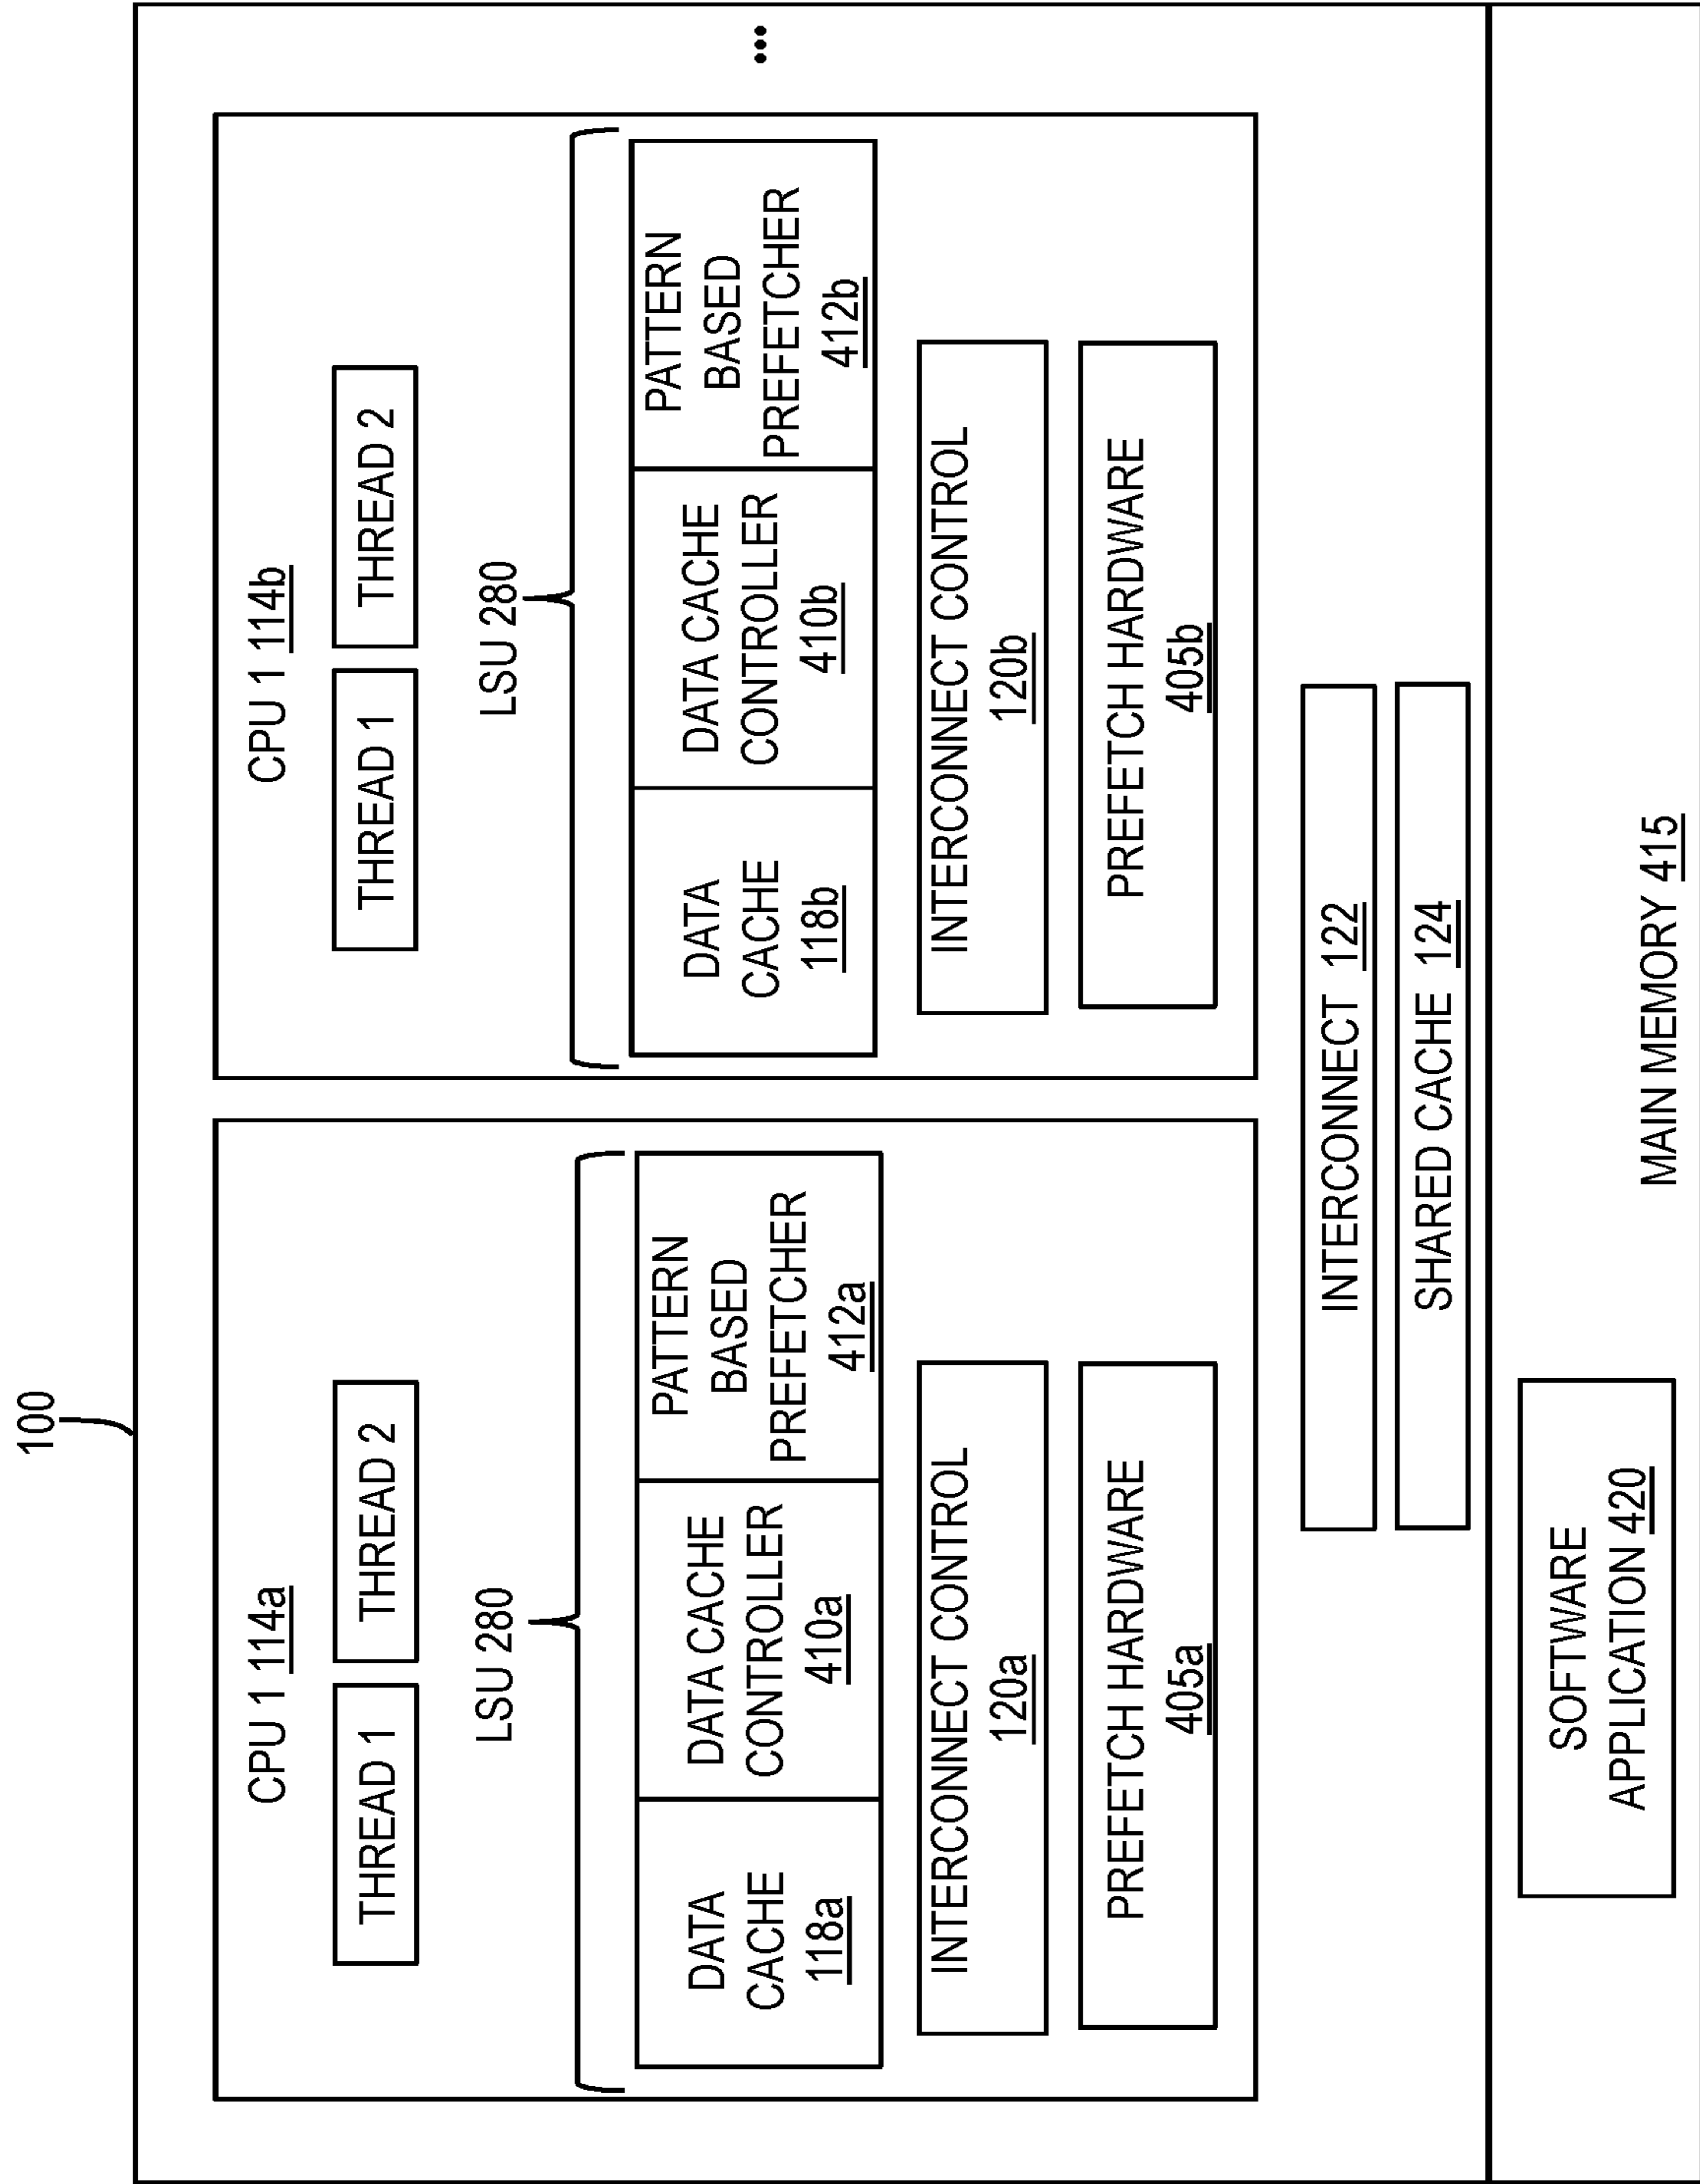 100
CPU 1 114a
THREAD 1
THREAD 2
LSU 280
DATA
CACHE
118a
DATA CACHE
CONTROLLER
410a
PATTERN
BASED
PREFETCHER
412a
INTERCONNECT CONTROL
120a
PREFETCH HARDWARE
405a
CPU 1 114b
THREAD 1
THREAD 2
LSU 280
DATA
CACHE
118b
DATA CACHE
CONTROLLER
410b
PATTERN
BASED
PREFETCHER
412b
INTERCONNECT CONTROL
120b
PREFETCH HARDWARE
405b
...
INTERCONNECT 122
SHARED CACHE 124
SOFTWARE
APPLICATION 420
MAIN MEMORY 415